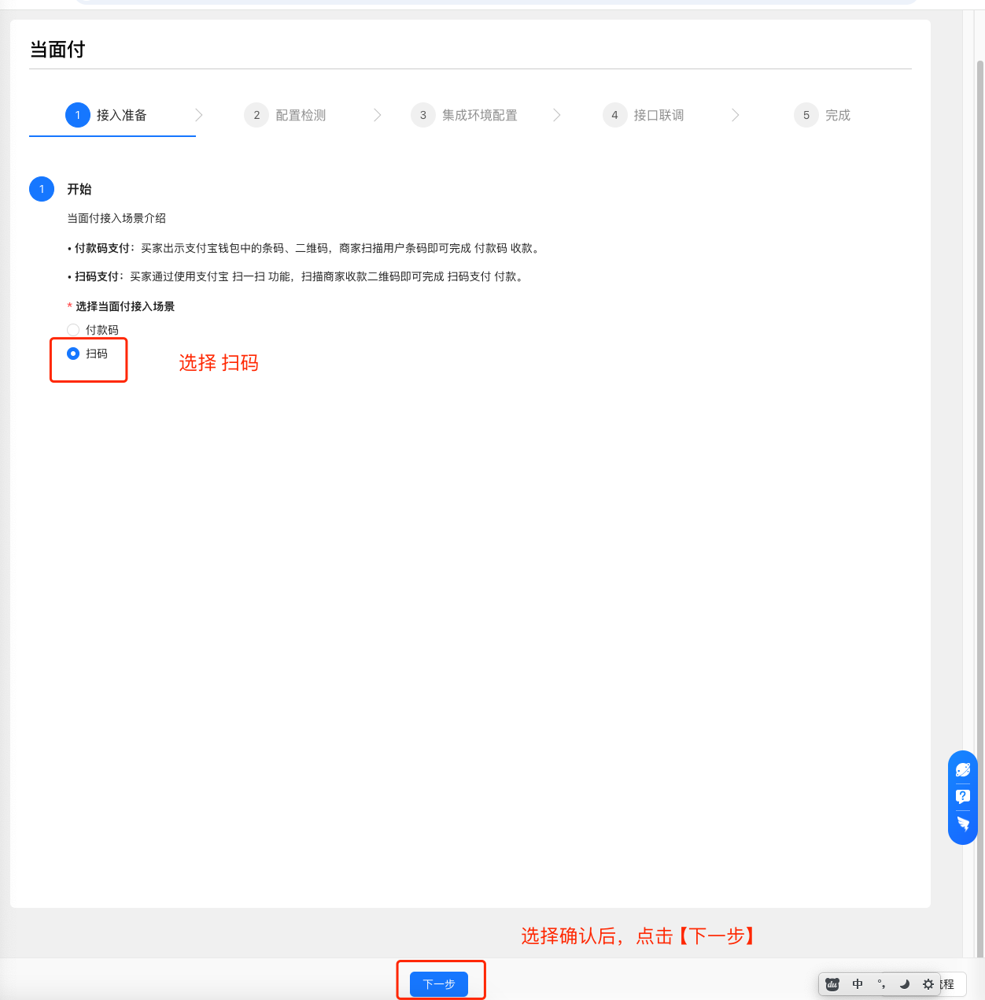 当面付
1 接入准备
2 配置检测
3 集成环境配置
4 接口联调
5 完成
1 开始
当面付接入场景介绍
• 付款码支付：买家出示支付宝钱包中的条码、二维码，商家扫描用户条码即可完成 付款码 收款。
• 扫码支付：买家通过使用支付宝 扫一扫 功能，扫描商家收款二维码即可完成 扫码支付 付款。
* 选择当面付接入场景
付款码
扫码
选择 扫码
选择确认后，点击【下一步】
下一步
du 中 °,
程